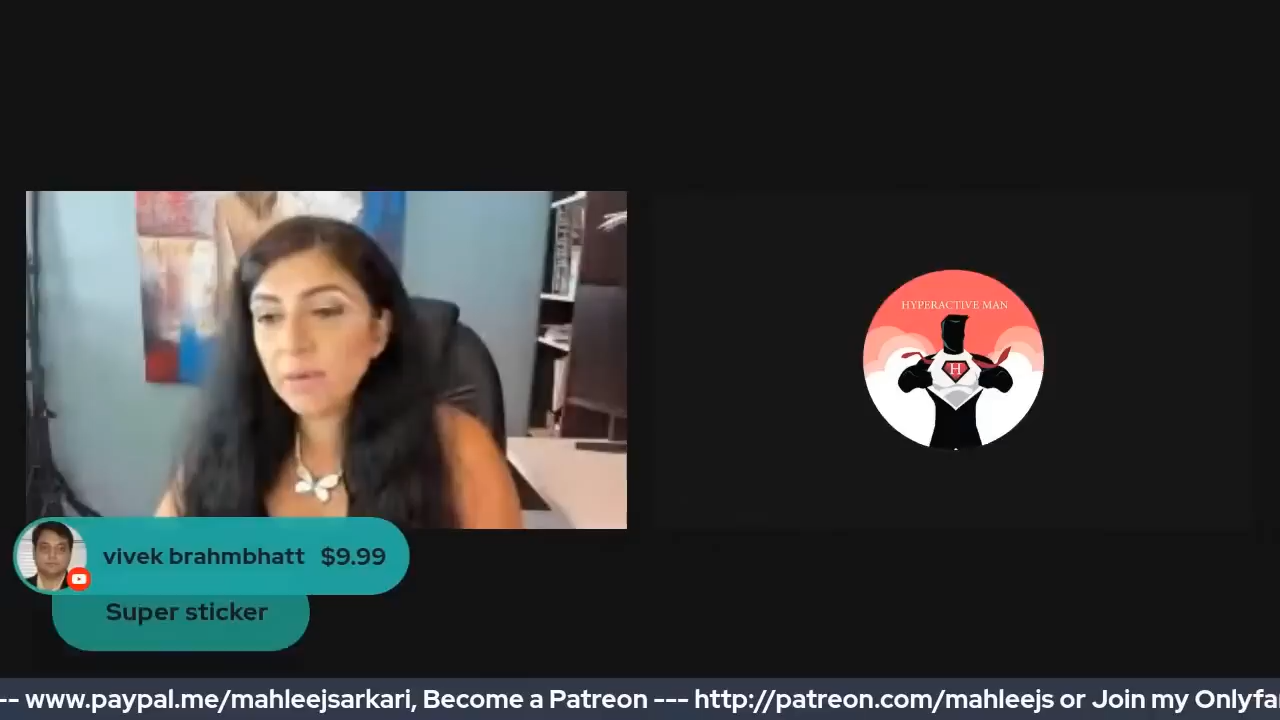 HYPERACTIVE MAN
H
vivek brahmbhatt $9.99
Super sticker
-- www.paypal.me/mahleejsarkari, Become a Patreon --- http://patreon.com/mahleejs or Join my Onlyfa